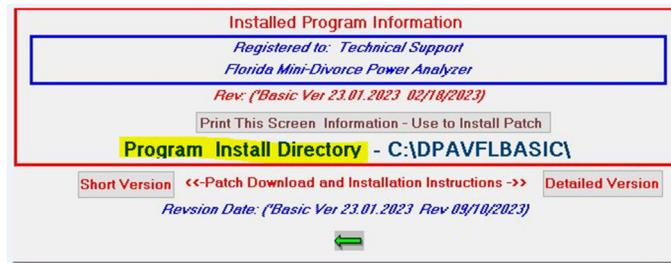 Installed Program Information
Registered to: Technical Support
Florida Mini-Divorce Power Analyzer
Rev: ('Basic Ver 23.01.2023 02/18/2023)
Print This Screen Information - Use to Install Patch
Program Install Directory - C:\DPAVFLBASIC\
Short Version <<-Patch Download and Installation Instructions ->> Detailed Version
Revsion Date: ('Basic Ver 23.01.2023 Rev 09/10/2023)